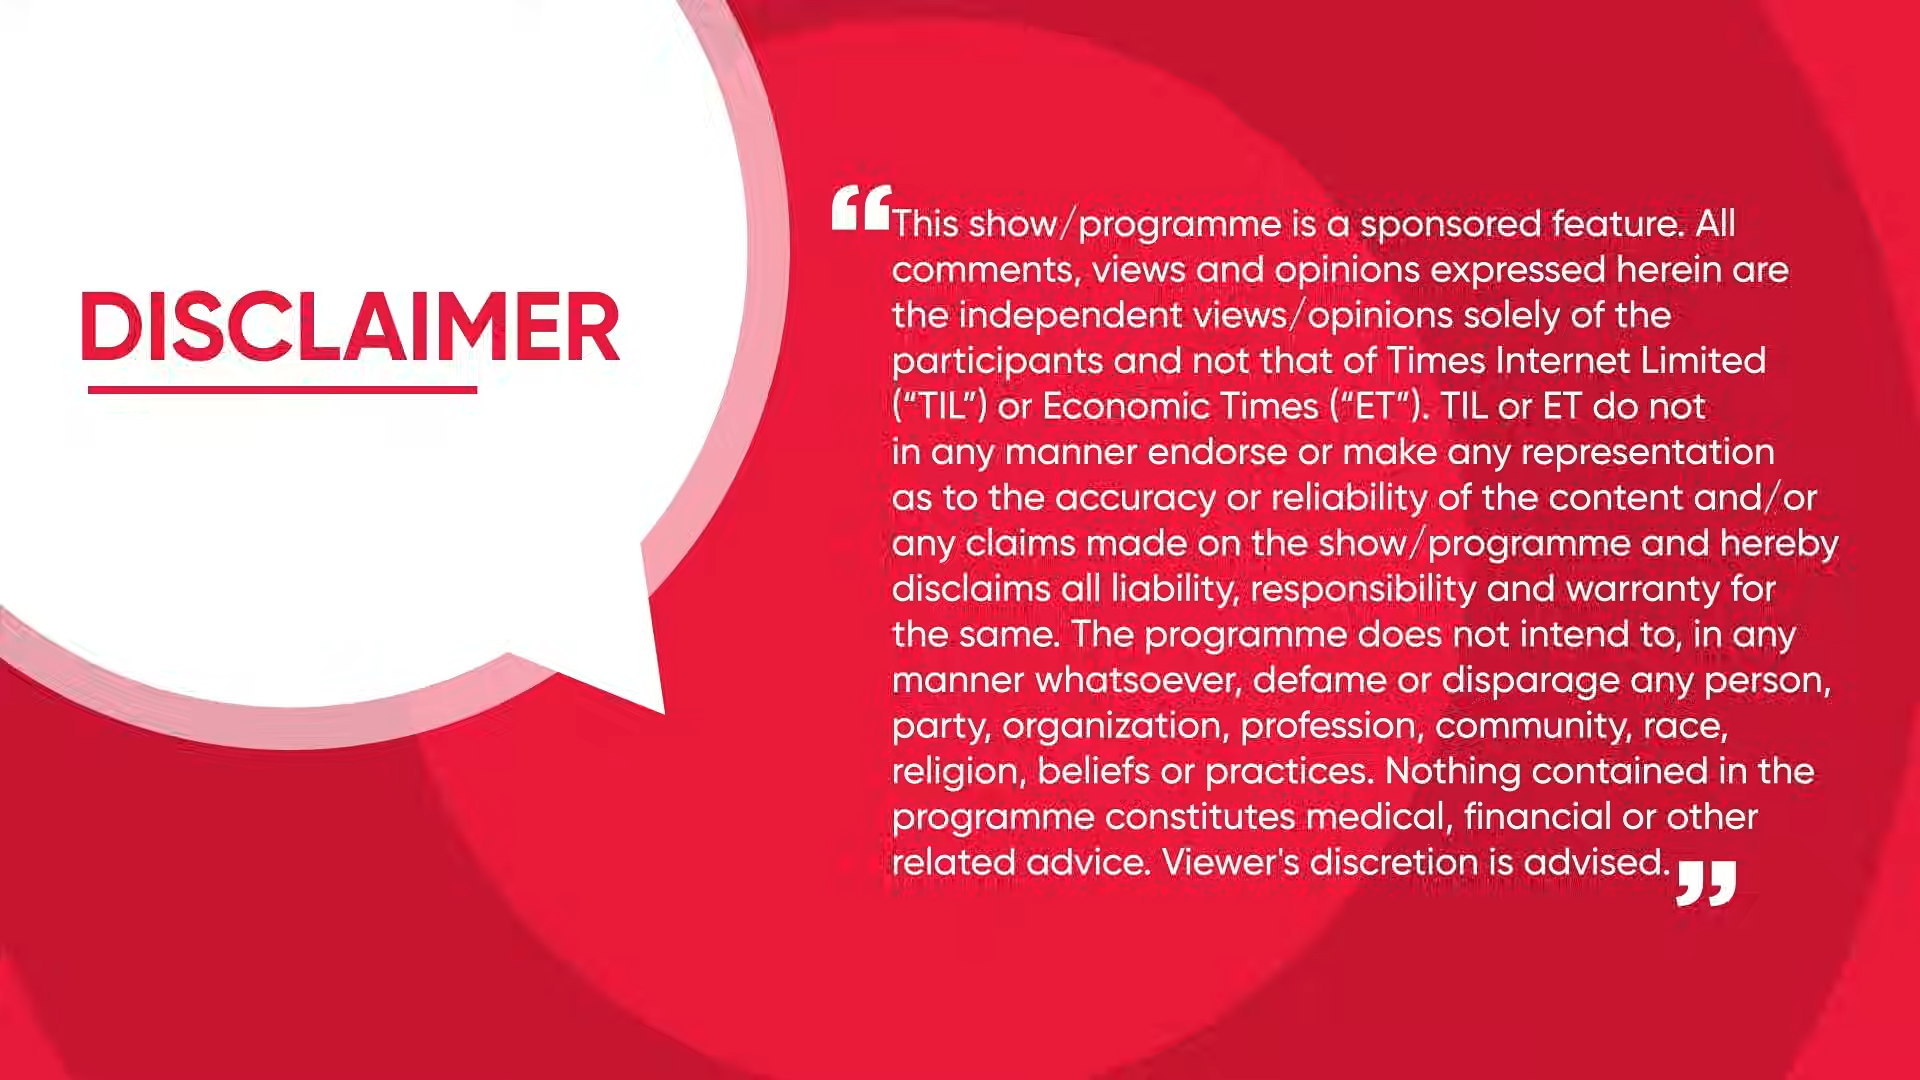 DISCLAIMER
“This show/programme is a sponsored feature. All
comments, views and opinions expressed herein are
the independent views/opinions solely of the
participants and not that of Times Internet Limited
(“TIL”) or Economic Times (“ET”). TIL or ET do not
in any manner endorse or make any representation
as to the accuracy or reliability of the content and/or
any claims made on the show/programme and hereby
disclaims all liability, responsibility and warranty for
the same. The programme does not intend to, in any
manner whatsoever, defame or disparage any person,
party, organization, profession, community, race,
religion, beliefs or practices. Nothing contained in the
programme constitutes medical, financial or other
related advice. Viewer's discretion is advised.”